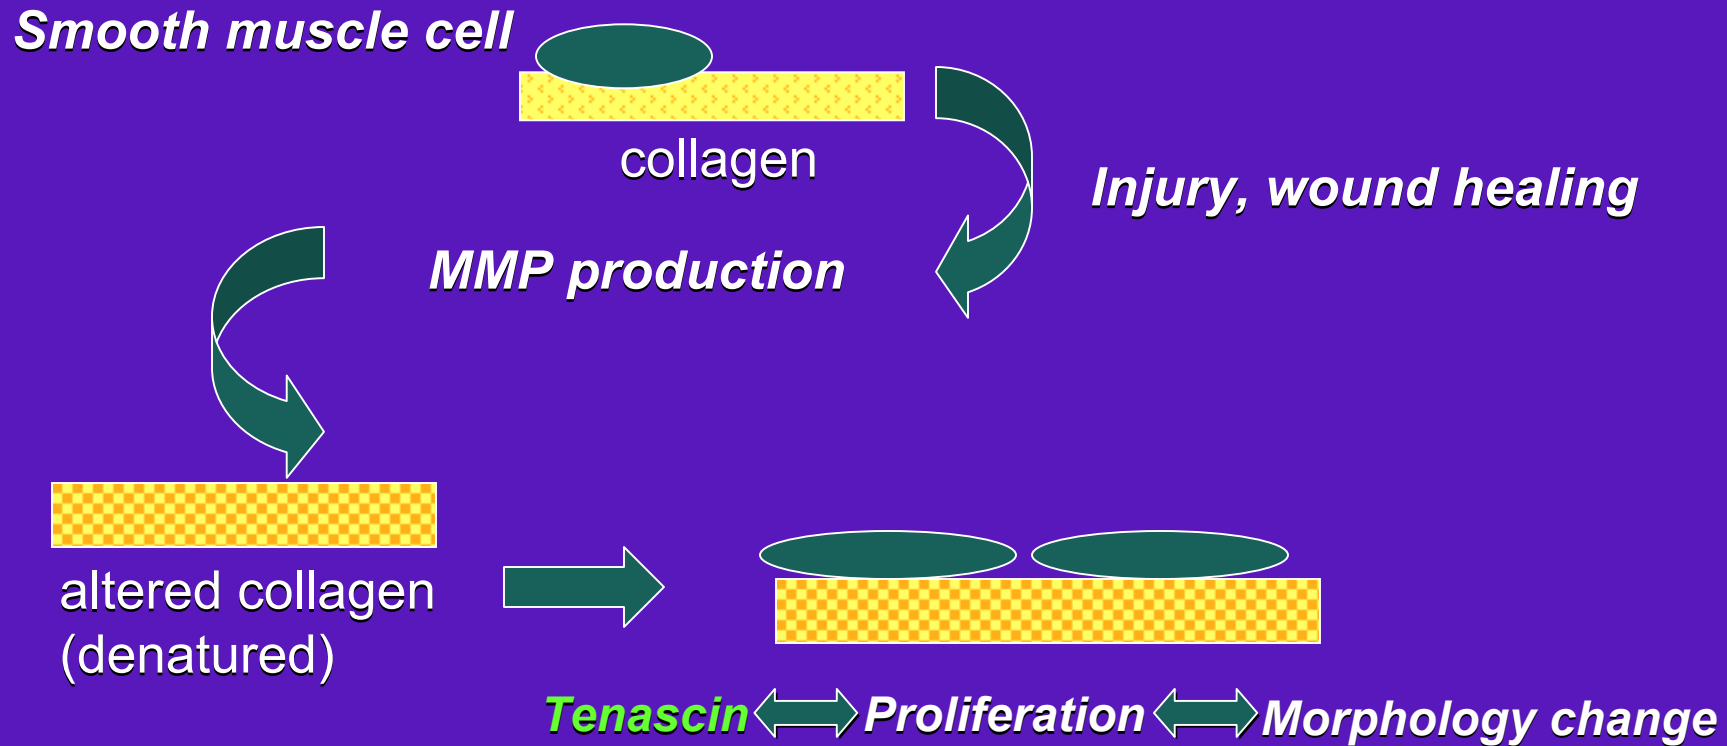 Smooth muscle cell
collagen
Injury, wound healing
MMP production
altered collagen
(denatured)
Tenascin Proliferation Morphology change